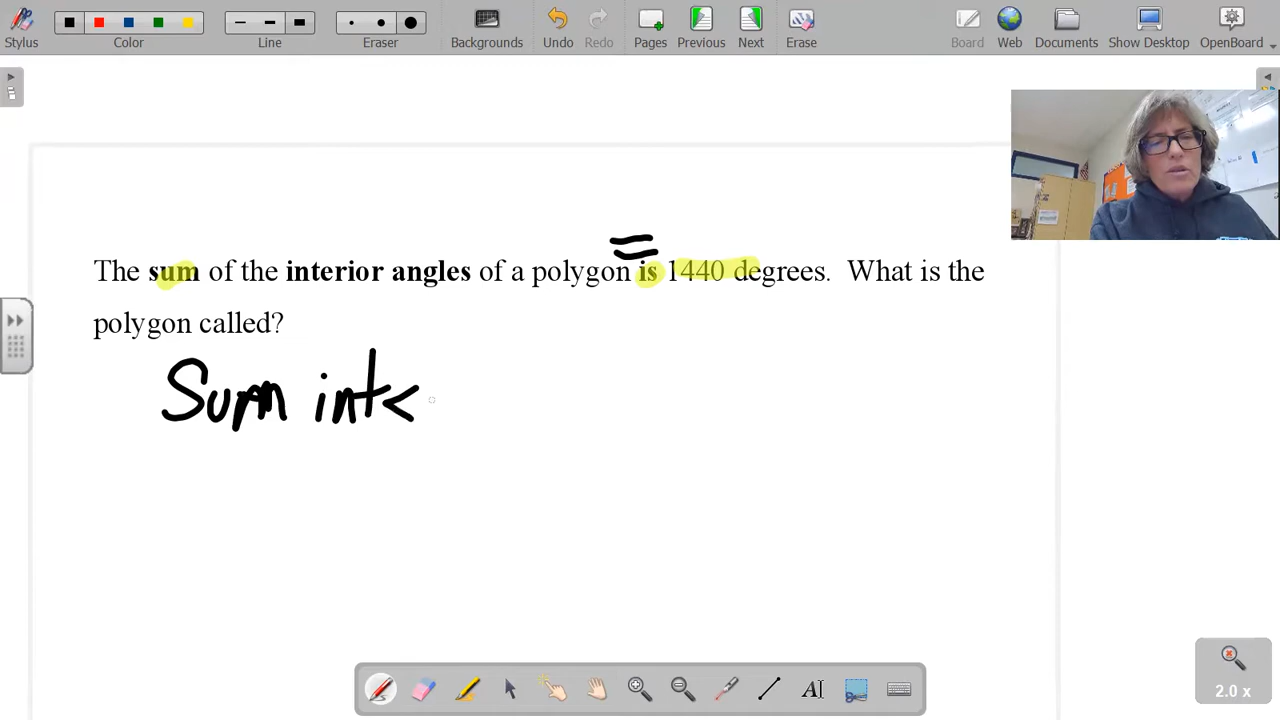 Stylus Color Line Eraser Backgrounds Undo Redo Pages Previous Next Erase Board Web Documents Show Desktop OpenBoard
=
The sum of the interior angles of a polygon is 1440 degrees. What is the
polygon called?
Sum int<
2.0 x